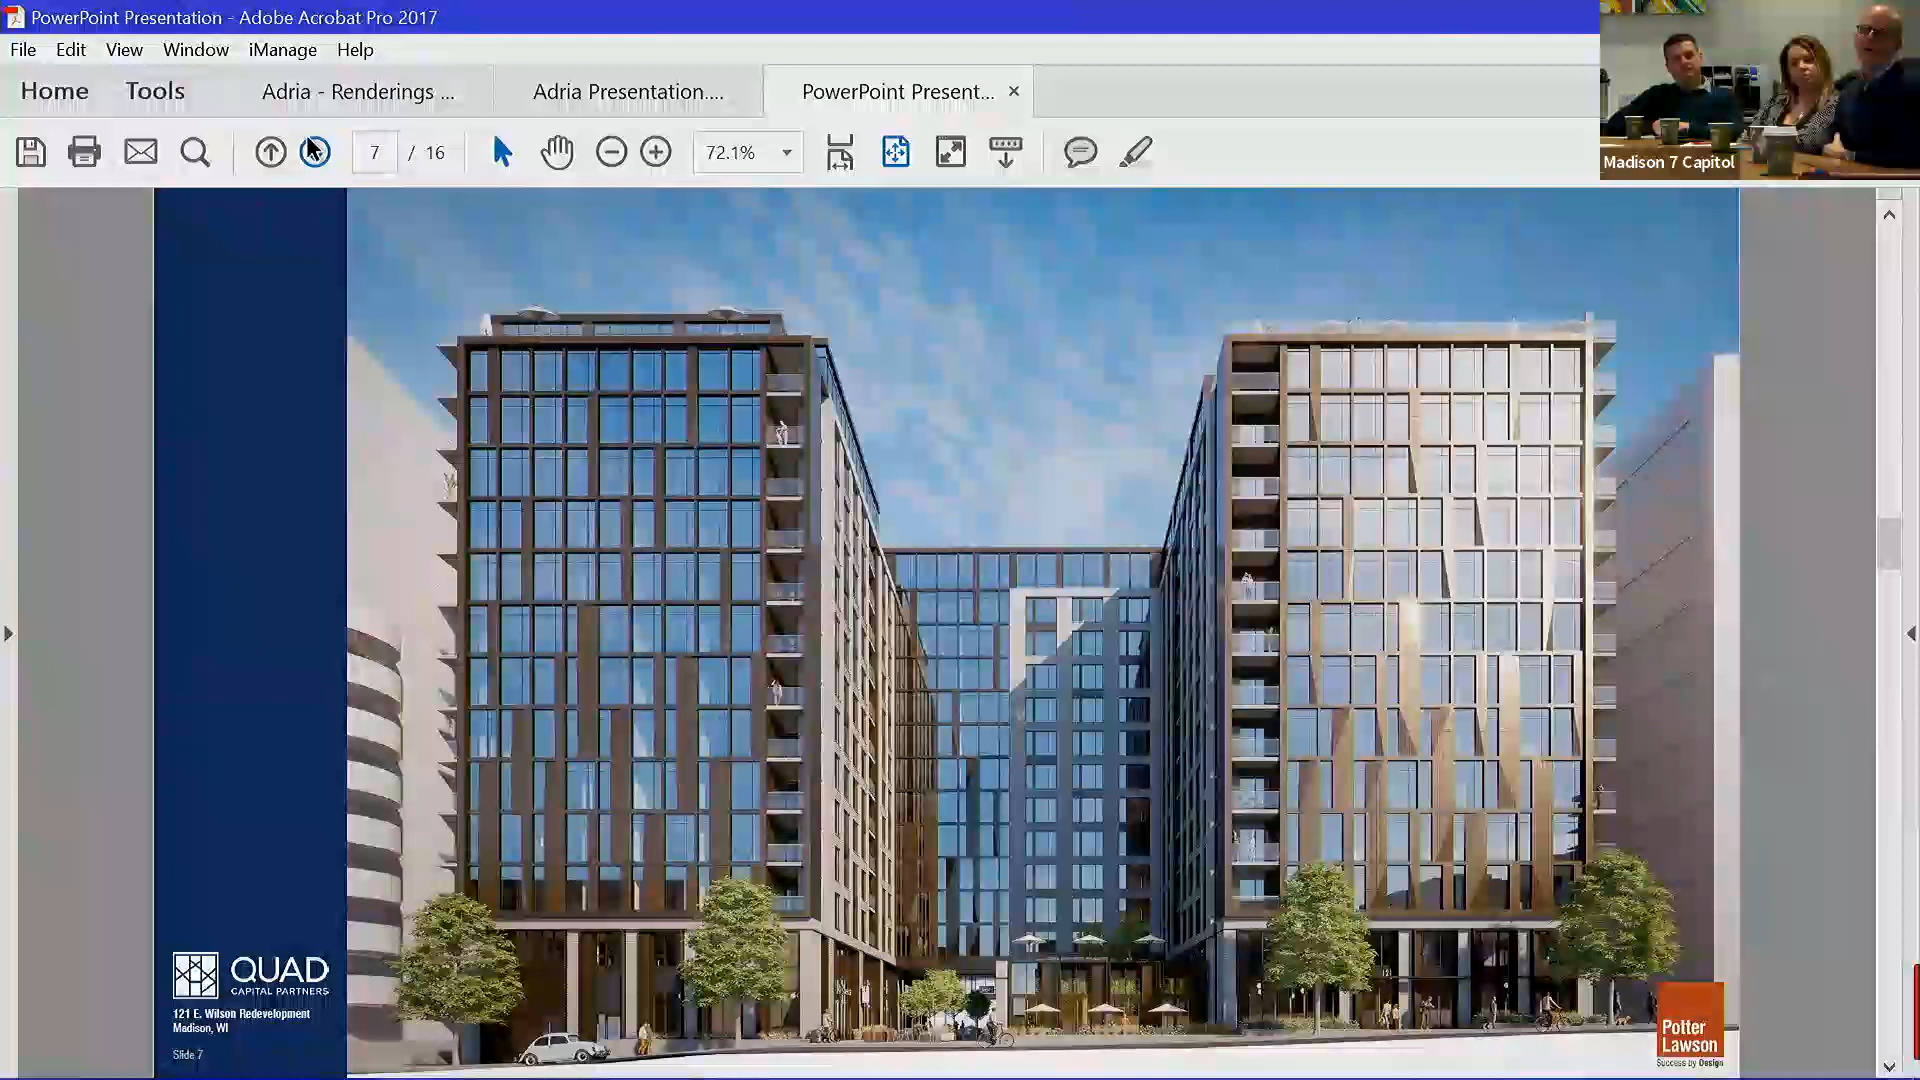 PowerPoint Presentation - Adobe Acrobat Pro 2017
File Edit View Window iManage Help
Home Tools Adria - Renderings ... Adria Presentation.... PowerPoint Present... ×
7 / 16 72.1%
Madison 7 Capitol
QUAD
CAPITAL PARTNERS
121 E. Wilson Redevelopment
Madison, WI
Slide 7
Potter
Lawson
Success by Design